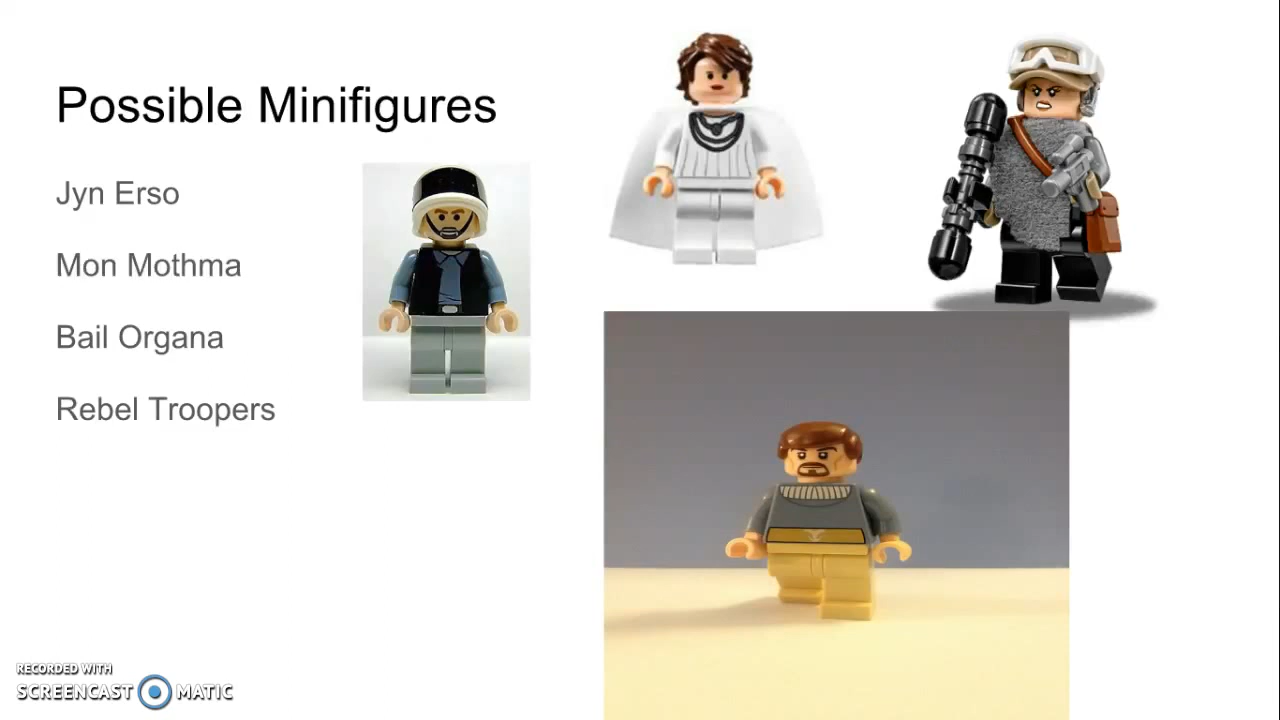 Possible Minifigures
Jyn Erso
Mon Mothma
Bail Organa
Rebel Troopers
RECORDED WITH
SCREENCAST MATIC